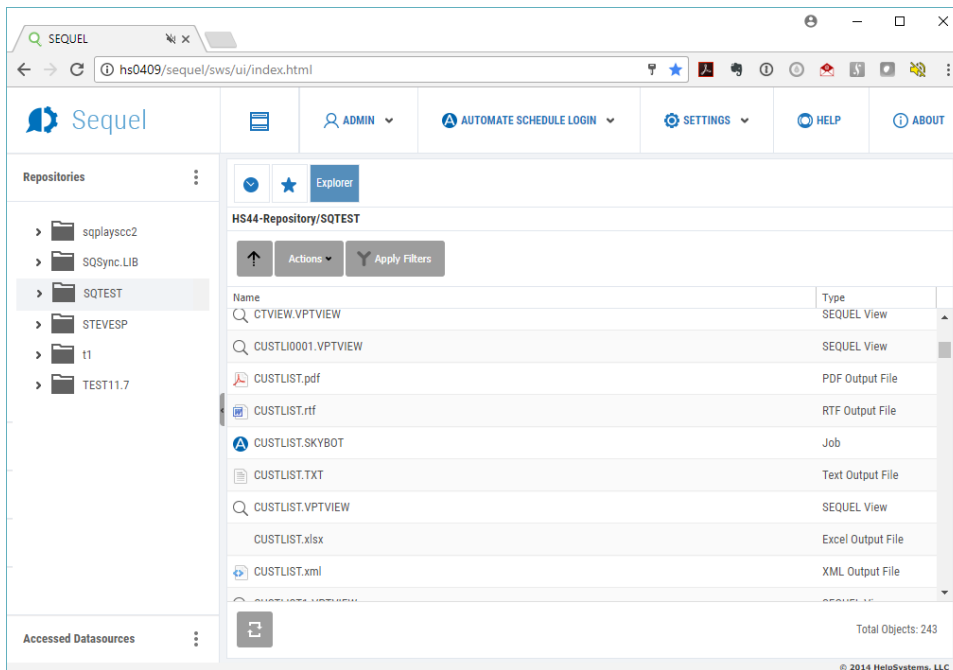 SEQUEL
hs0409/sequel/sws/ui/index.html
Sequel
ADMIN
AUTOMATE SCHEDULE LOGIN
SETTINGS
HELP
ABOUT
Repositories
sqplayscc2
SQSync.LIB
SQTEST
STEVESP
t1
TEST11.7
Accessed Datasources
Explorer
HS44-Repository/SQTEST
Actions
Apply Filters
Name Type
CTVIEW.VPTVIEW SEQUEL View
CUSTLI0001.VPTVIEW SEQUEL View
CUSTLIST.pdf PDF Output File
CUSTLIST.rtf RTF Output File
CUSTLIST.SKYBOT Job
CUSTLIST.TXT Text Output File
CUSTLIST.VPTVIEW SEQUEL View
CUSTLIST.xlsx Excel Output File
CUSTLIST.xml XML Output File
CUSTLIST1.VPTVIEW SEQUEL View
Total Objects: 243
© 2014 HelpSystems, LLC